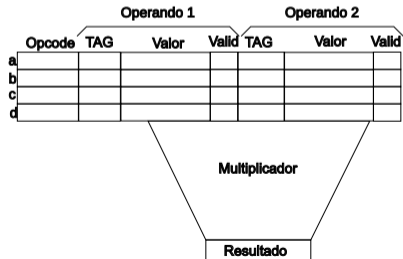 Operando 1 Operando 2
Opcode TAG Valor Valid TAG Valor Valid
a
b
c
d
Multiplicador
Resultado